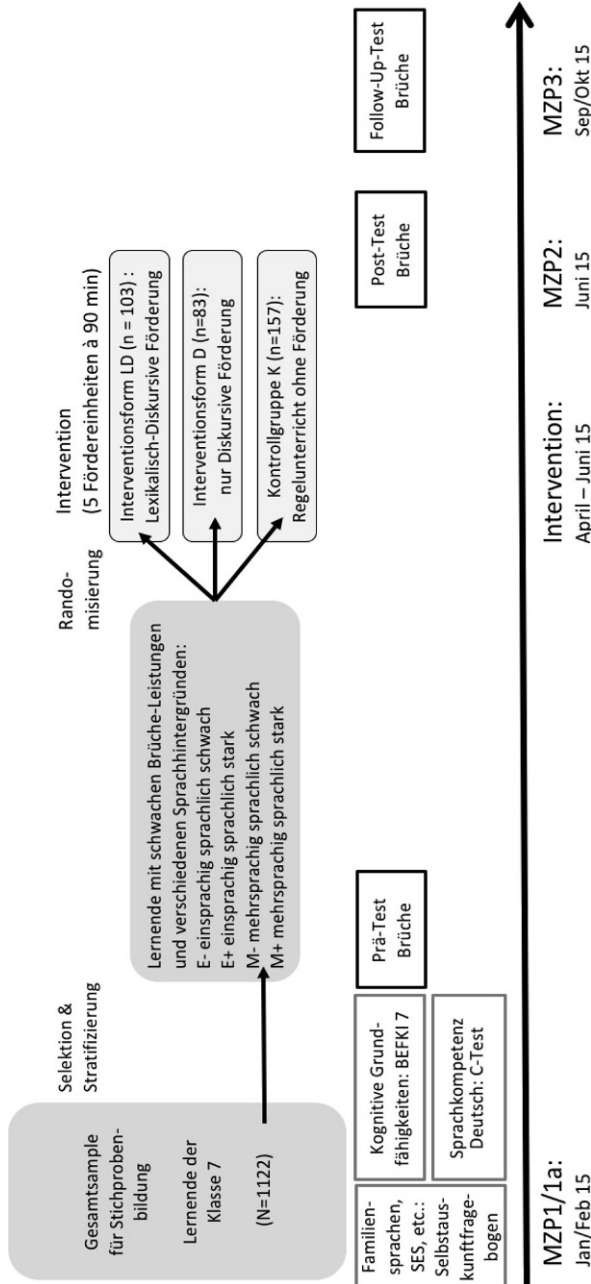 Gesamtsample
für Stichproben-
bildung
Lernende der
Klasse 7
(N=1122)
Selektion &
Stratifizierung
Lernende mit schwachen Brüche-Leistungen
und verschiedenen Sprachhintergründen:
E- einsprachig sprachlich schwach
E+ einsprachig sprachlich stark
M- mehrsprachig sprachlich schwach
M+ mehrsprachig sprachlich stark
Rando-
misierung
Intervention
(5 Fördereinheiten à 90 min)
Interventionsform LD (n = 103) :
Lexikalisch-Diskursive Förderung
Interventionsform D (n=83):
nur Diskursive Förderung
Kontrollgruppe K (n=157):
Regelunterricht ohne Förderung
Familien-
sprachen,
SES, etc.:
Selbstaus-
kunftfrage-
bogen
Kognitive Grund-
fähigkeiten: BEFKI 7
Sprachkompetenz
Deutsch: C-Test
Prä-Test
Brüche
Post-Test
Brüche
Follow-Up-Test
Brüche
MZP1/1a:
Jan/Feb 15
Intervention:
April – Juni 15
MZP2:
Juni 15
MZP3:
Sep/Okt 15